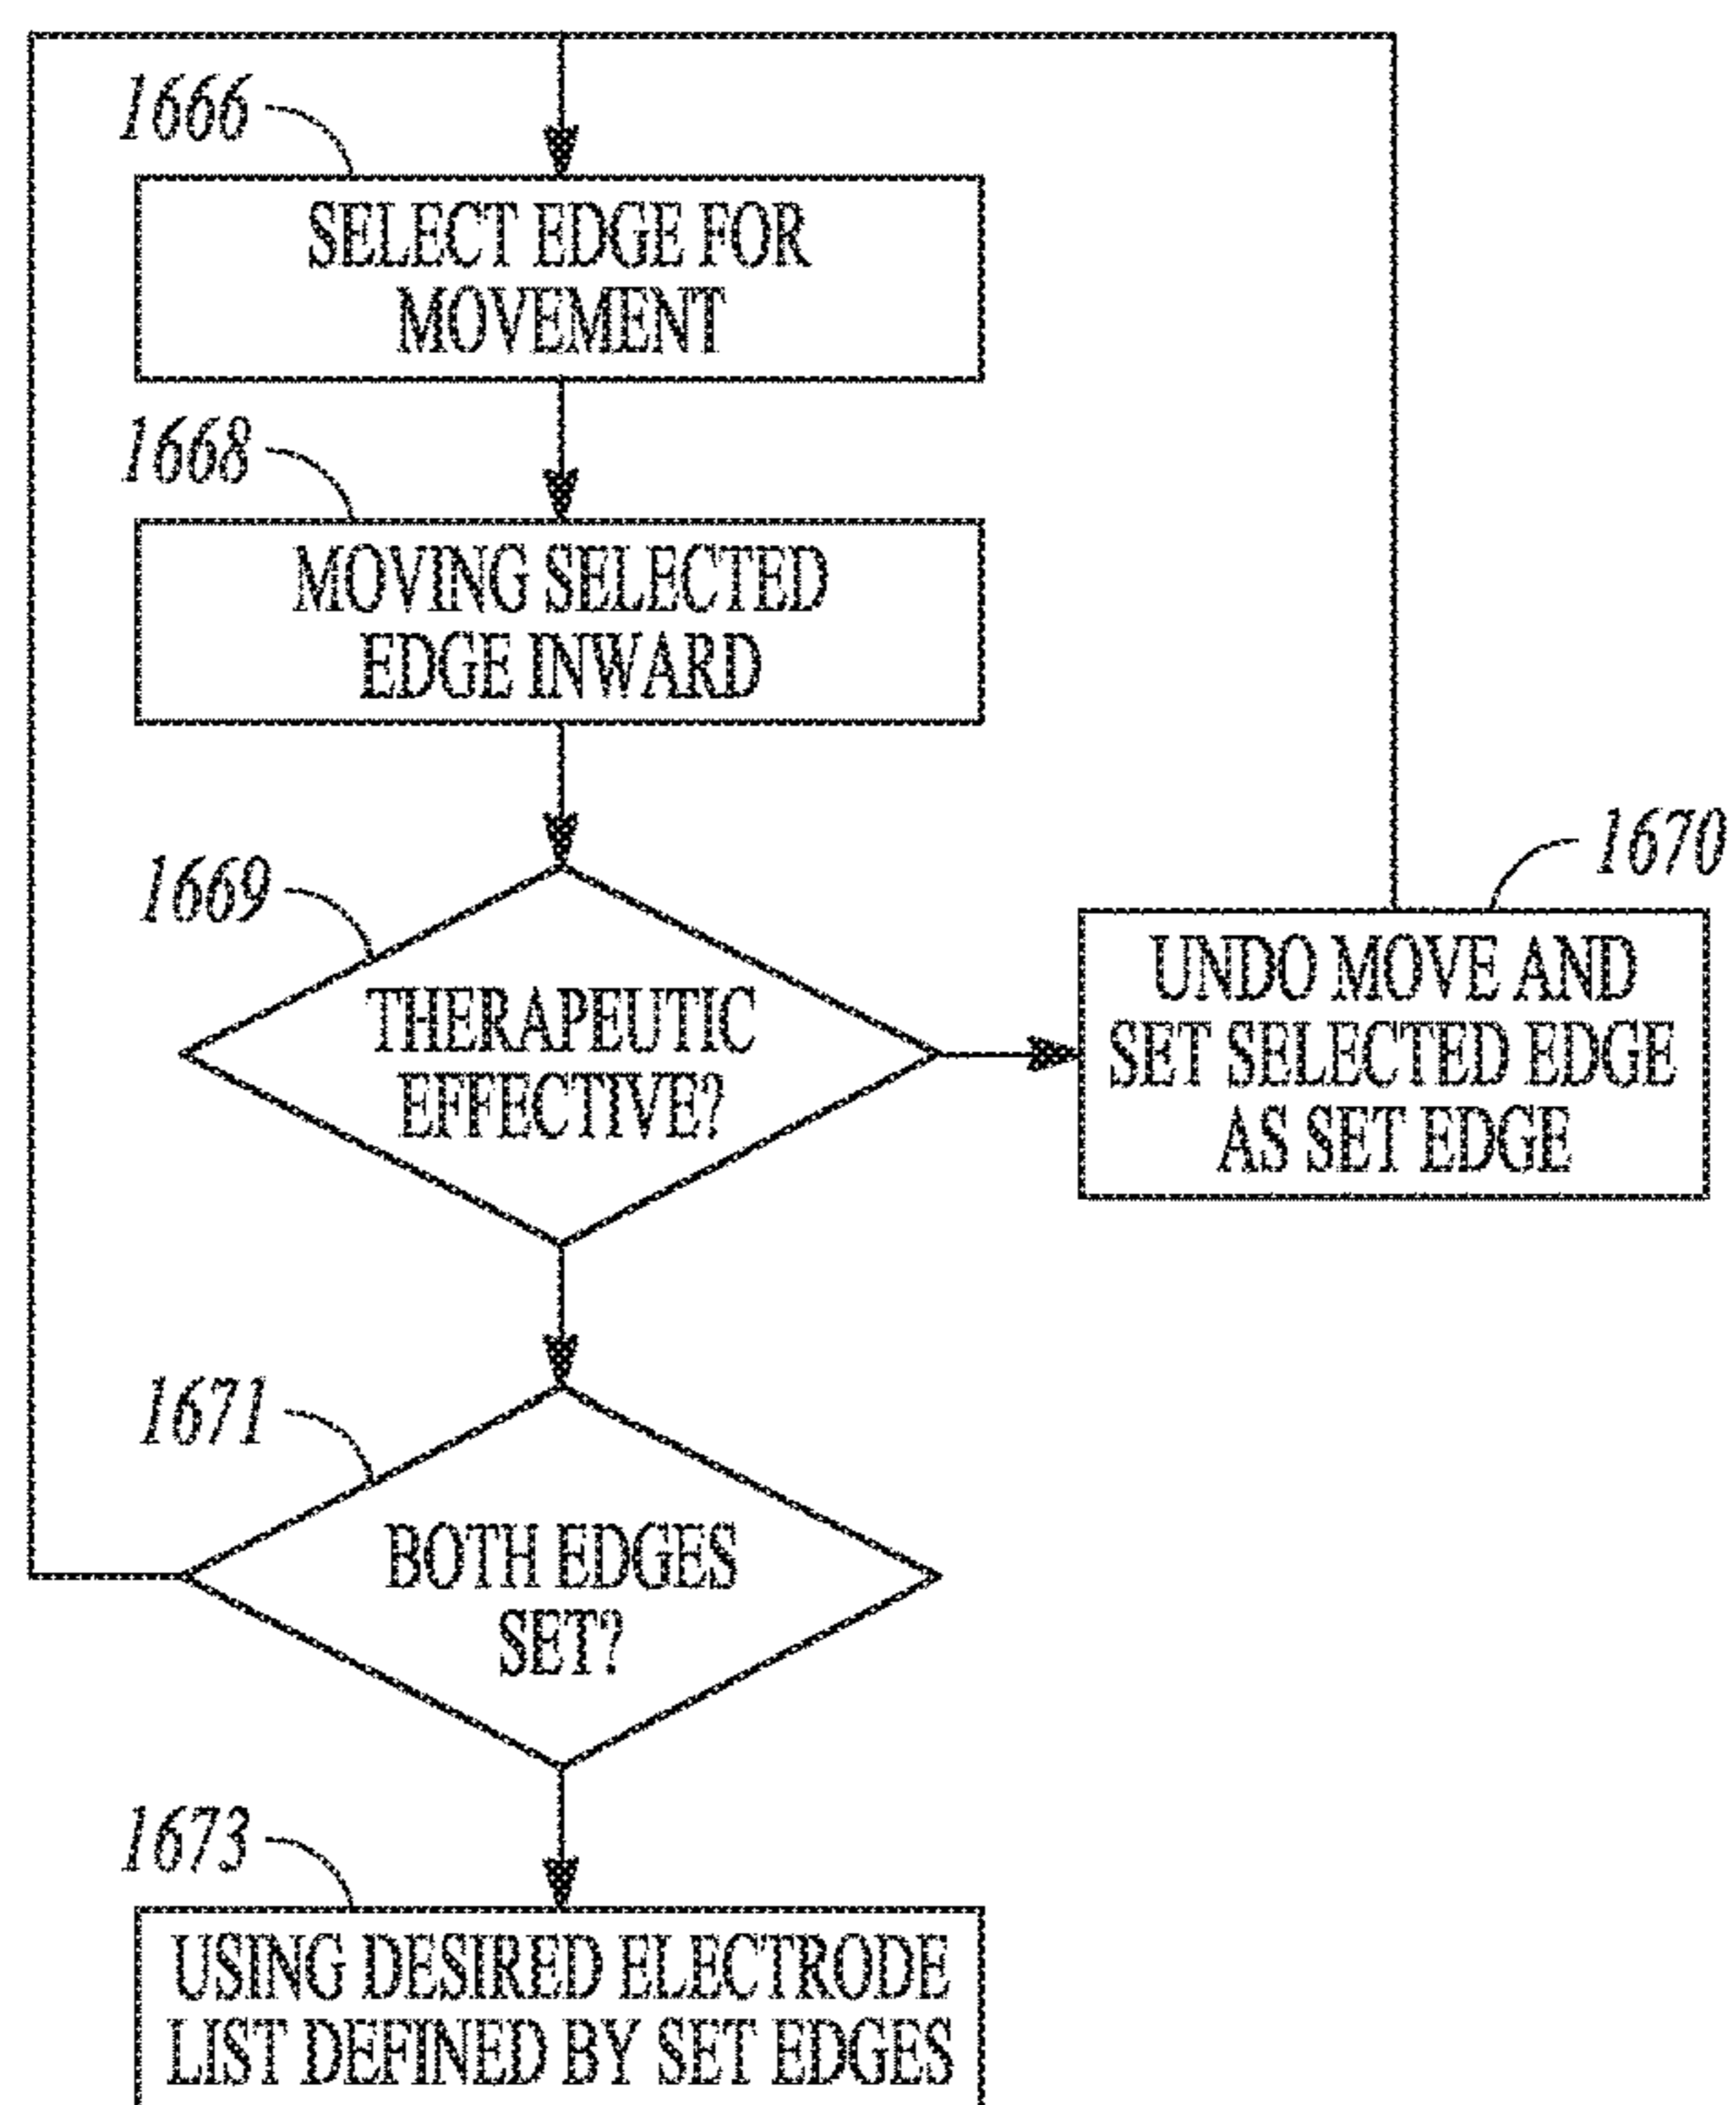 1666
SELECT EDGE FOR
MOVEMENT
1668
MOVING SELECTED
EDGE INWARD
1669
THERAPEUTIC
EFFECTIVE?
1670
UNDO MOVE AND
SET SELECTED EDGE
AS SET EDGE
1671
BOTH EDGES
SET?
1673
USING DESIRED ELECTRODE
LIST DEFINED BY SET EDGES